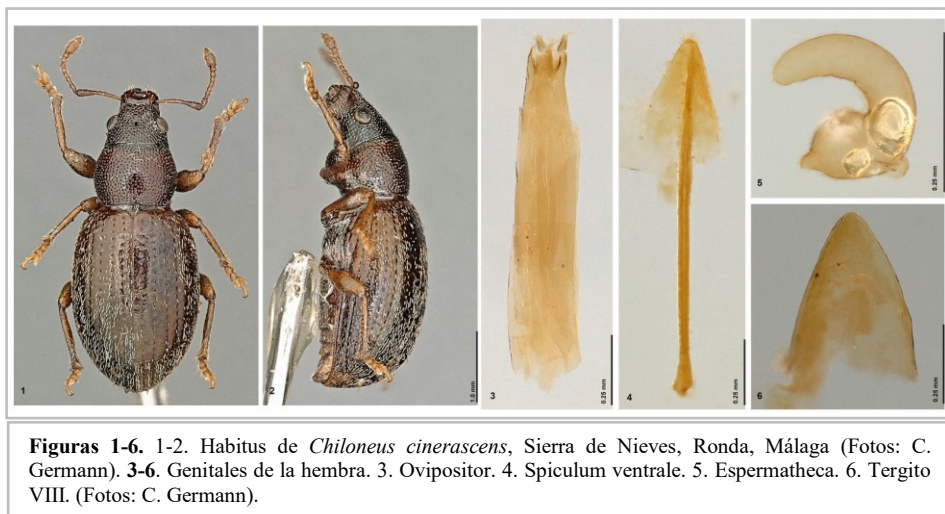 1
2
1.0 mm
3
0.25 mm
4
0.25 mm
5
0.25 mm
6
0.25 mm
Figuras 1-6. 1-2. Habitus de Chiloneus cinerascens, Sierra de Nieves, Ronda, Málaga (Fotos: C.
Germann). 3-6. Genitales de la hembra. 3. Ovipositor. 4. Spiculum ventrale. 5. Espermatheca. 6. Tergito
VIII. (Fotos: C. Germann).